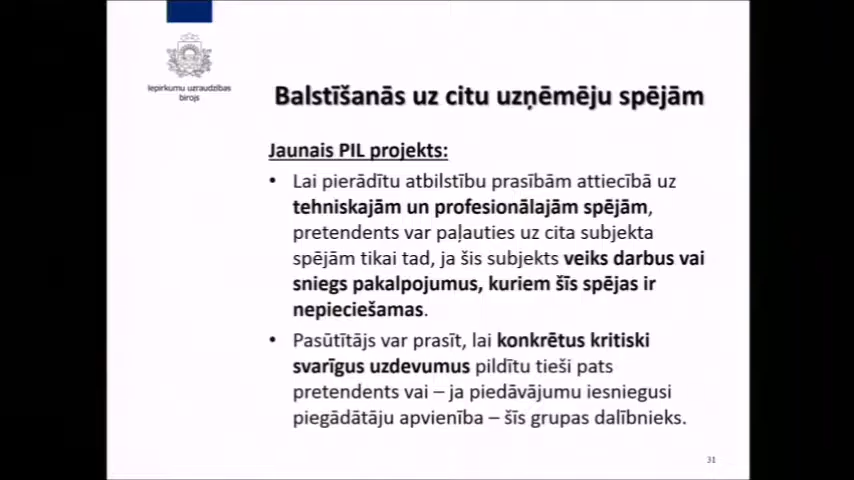 Iepirkumu uzraudzības
birojs
Balstīšanās uz citu uzņēmēju spējām
Jaunais PIL projekts:
• Lai pierādītu atbilstību prasībām attiecībā uz
tehniskajām un profesionālajām spējām,
pretendents var paļauties uz cita subjekta
spējām tikai tad, ja šis subjekts veiks darbus vai
sniegs pakalpojumus, kuriem šīs spējas ir
nepieciešamas.
• Pasūtītājs var prasīt, lai konkrētus kritiski
svarīgus uzdevumus pildītu tieši pats
pretendents vai – ja piedāvājumu iesniegusi
piegādātāju apvienība – šīs grupas dalībnieks.
31